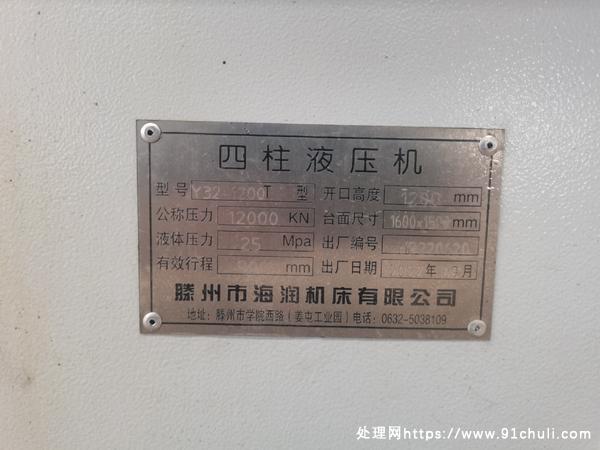 四柱液压机
型号 Y32-1200T 型 开口高度 mm
公称压力 12000 KN 台面尺寸 mm
液体压力 25 Mpa 出厂编号
有效行程 mm 出厂日期 年 月
滕州市海润机床有限公司
地址：滕州市学院西路（姜屯工业园）电话：0632-5038109
处理网https://www.91chuli.com/